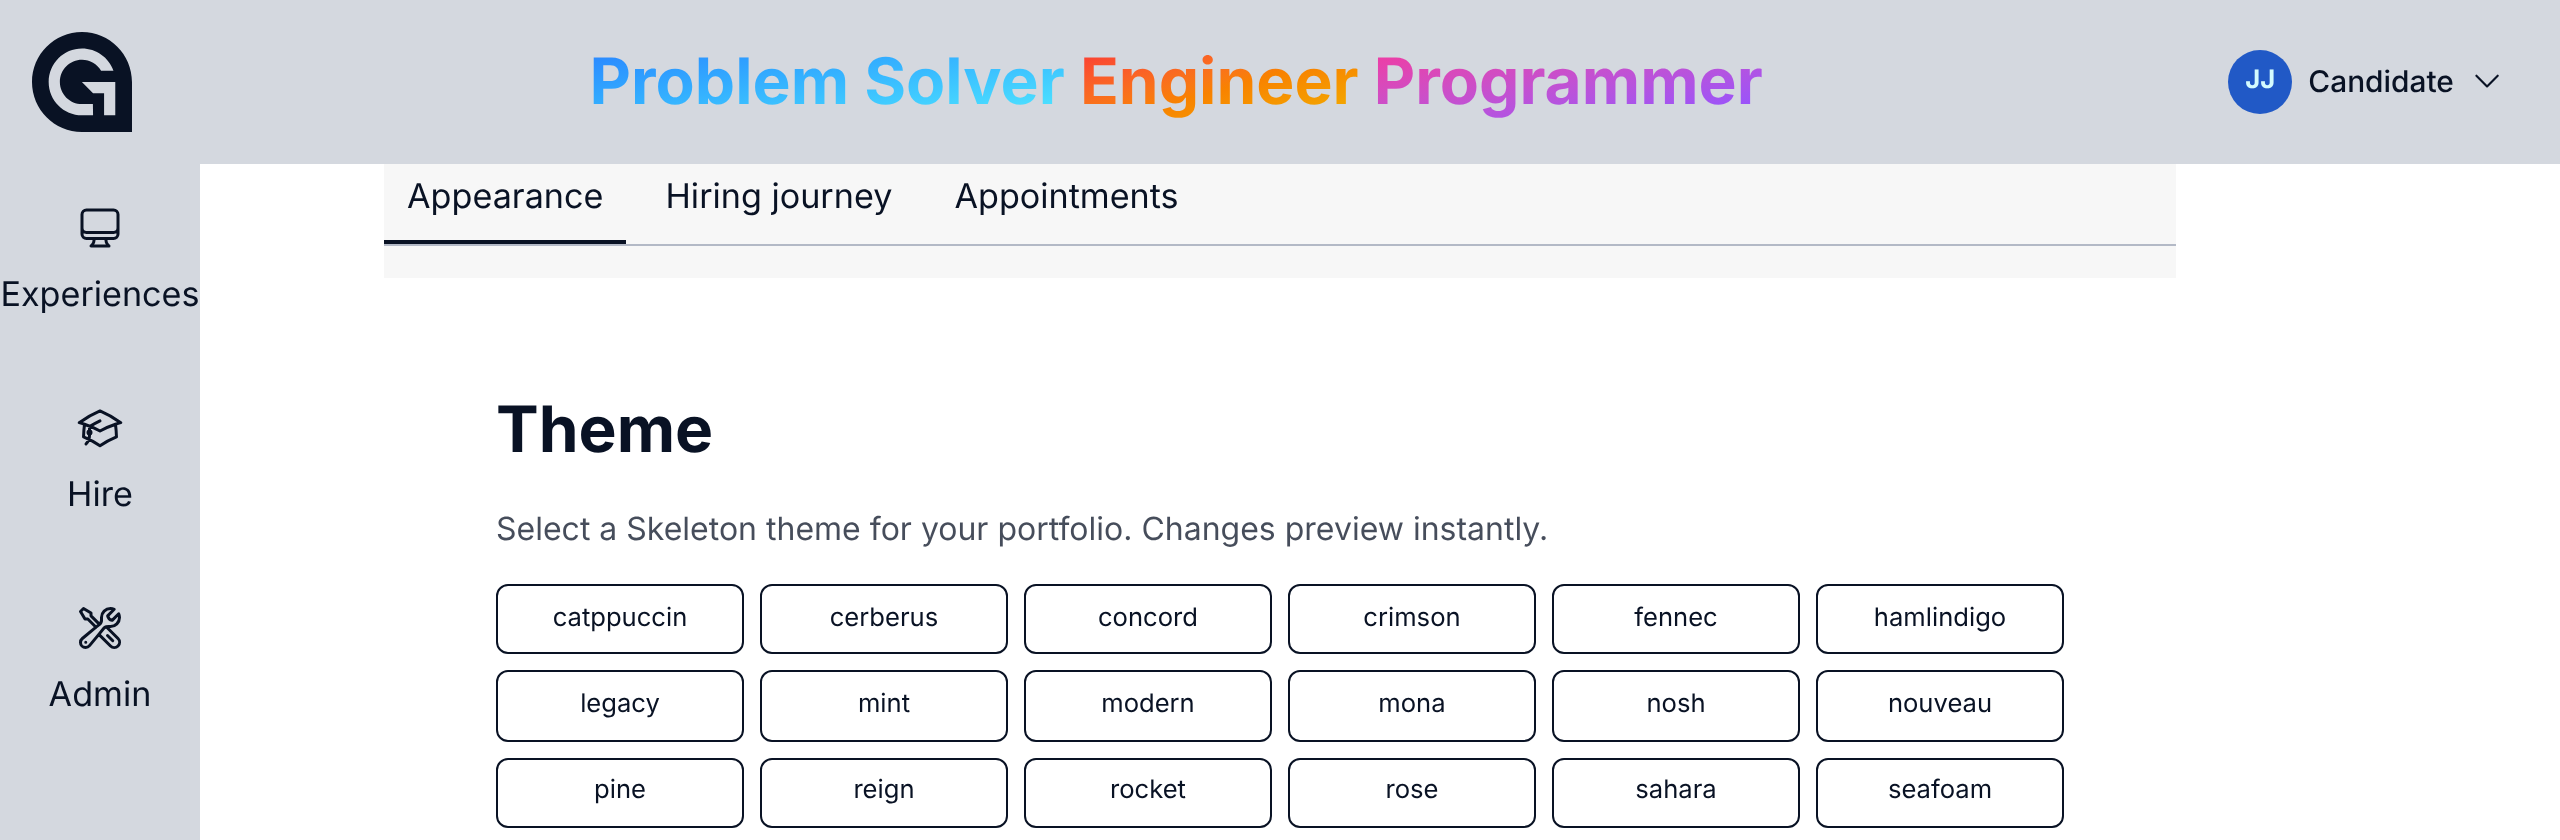 Problem Solver Engineer Programmer
JJ Candidate
Experiences
Hire
Admin
Appearance Hiring journey Appointments
Theme
Select a Skeleton theme for your portfolio. Changes preview instantly.
catppuccin cerberus concord crimson fennec hamlindigo
legacy mint modern mona nosh nouveau
pine reign rocket rose sahara seafoam